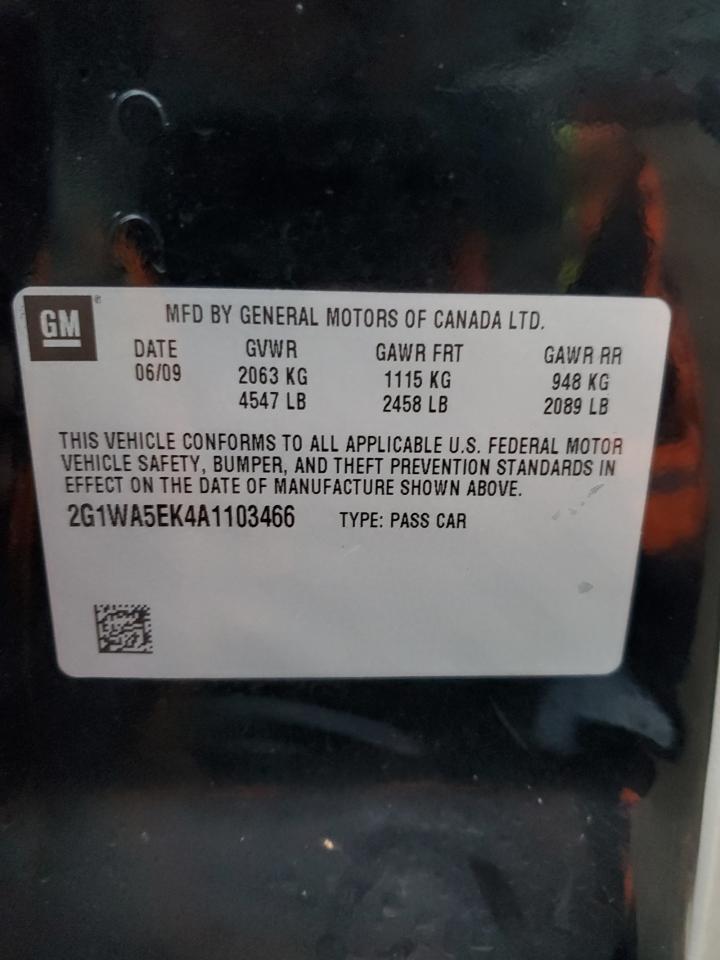 GM
MFD BY GENERAL MOTORS OF CANADA LTD.
DATE GVWR GAWR FRT GAWR RR
06/09 2063 KG 1115 KG 948 KG
4547 LB 2458 LB 2089 LB
THIS VEHICLE CONFORMS TO ALL APPLICABLE U.S. FEDERAL MOTOR
VEHICLE SAFETY, BUMPER, AND THEFT PREVENTION STANDARDS IN
EFFECT ON THE DATE OF MANUFACTURE SHOWN ABOVE.
2G1WA5EK4A1103466 TYPE: PASS CAR